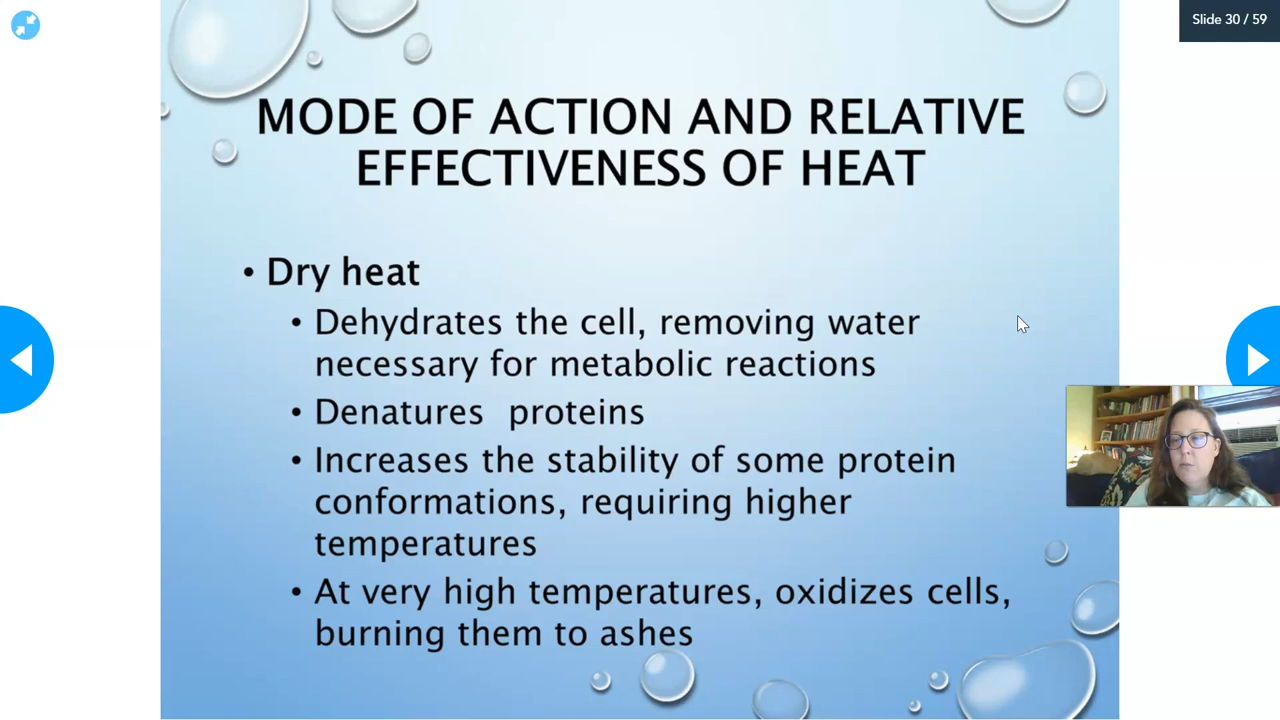 Slide 30 / 59
MODE OF ACTION AND RELATIVE
EFFECTIVENESS OF HEAT
• Dry heat
• Dehydrates the cell, removing water
necessary for metabolic reactions
• Denatures  proteins
• Increases the stability of some protein
conformations, requiring higher
temperatures
• At very high temperatures, oxidizes cells,
burning them to ashes